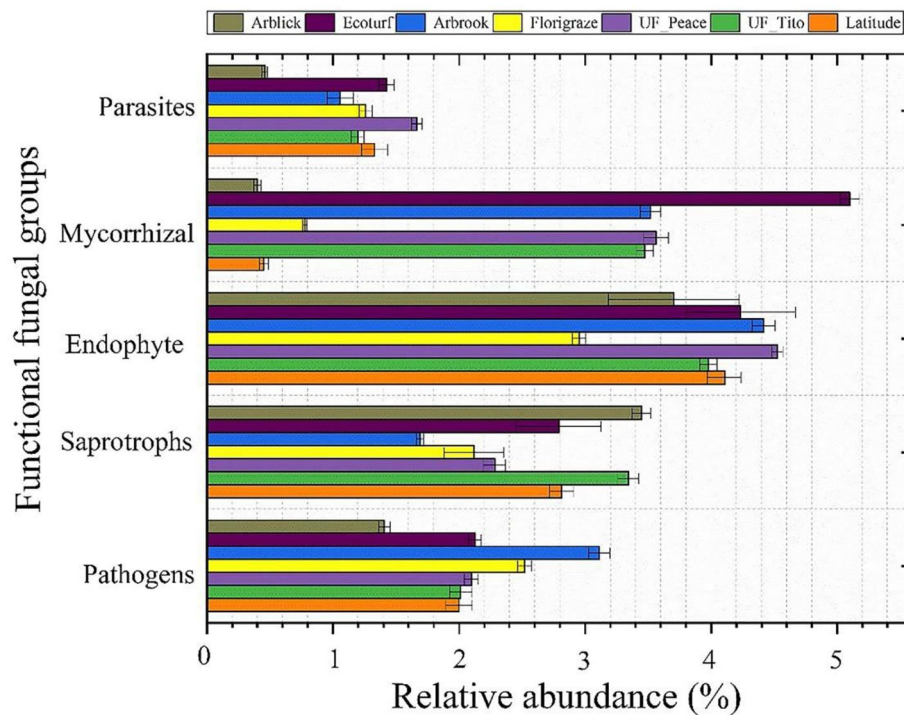 Arblick Ecoturf Arbrook Florigraze UF_Peace UF_Tito Latitude
Functional fungal groups
Parasites
Mycorrhizal
Endophyte
Saprotrophs
Pathogens
0 1 2 3 4 5
Relative abundance (%)